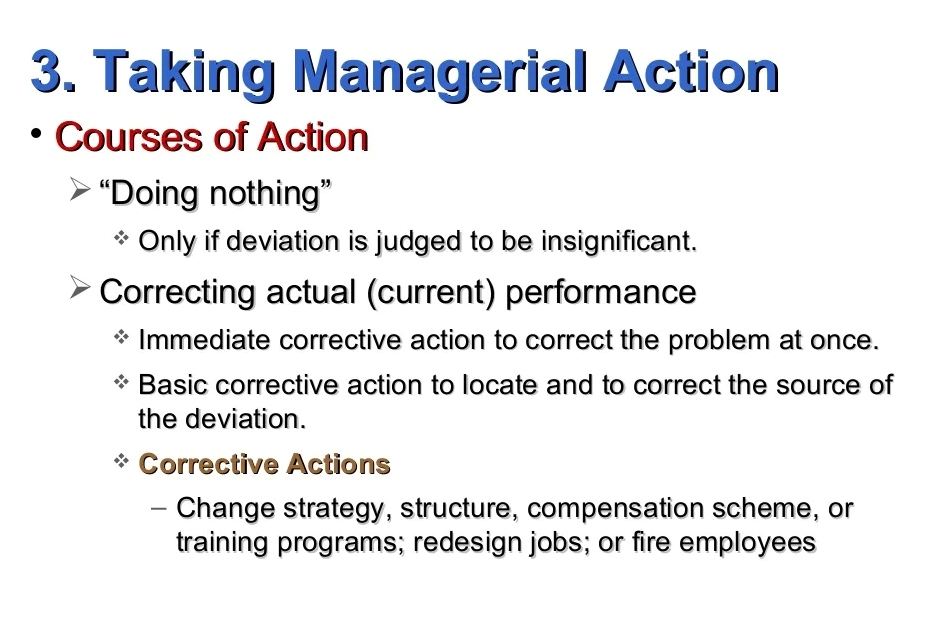 3. Taking Managerial Action
• Courses of Action
➢ “Doing nothing”
❖ Only if deviation is judged to be insignificant.
➢ Correcting actual (current) performance
❖ Immediate corrective action to correct the problem at once.
❖ Basic corrective action to locate and to correct the source of
the deviation.
❖ Corrective Actions
– Change strategy, structure, compensation scheme, or
training programs; redesign jobs; or fire employees